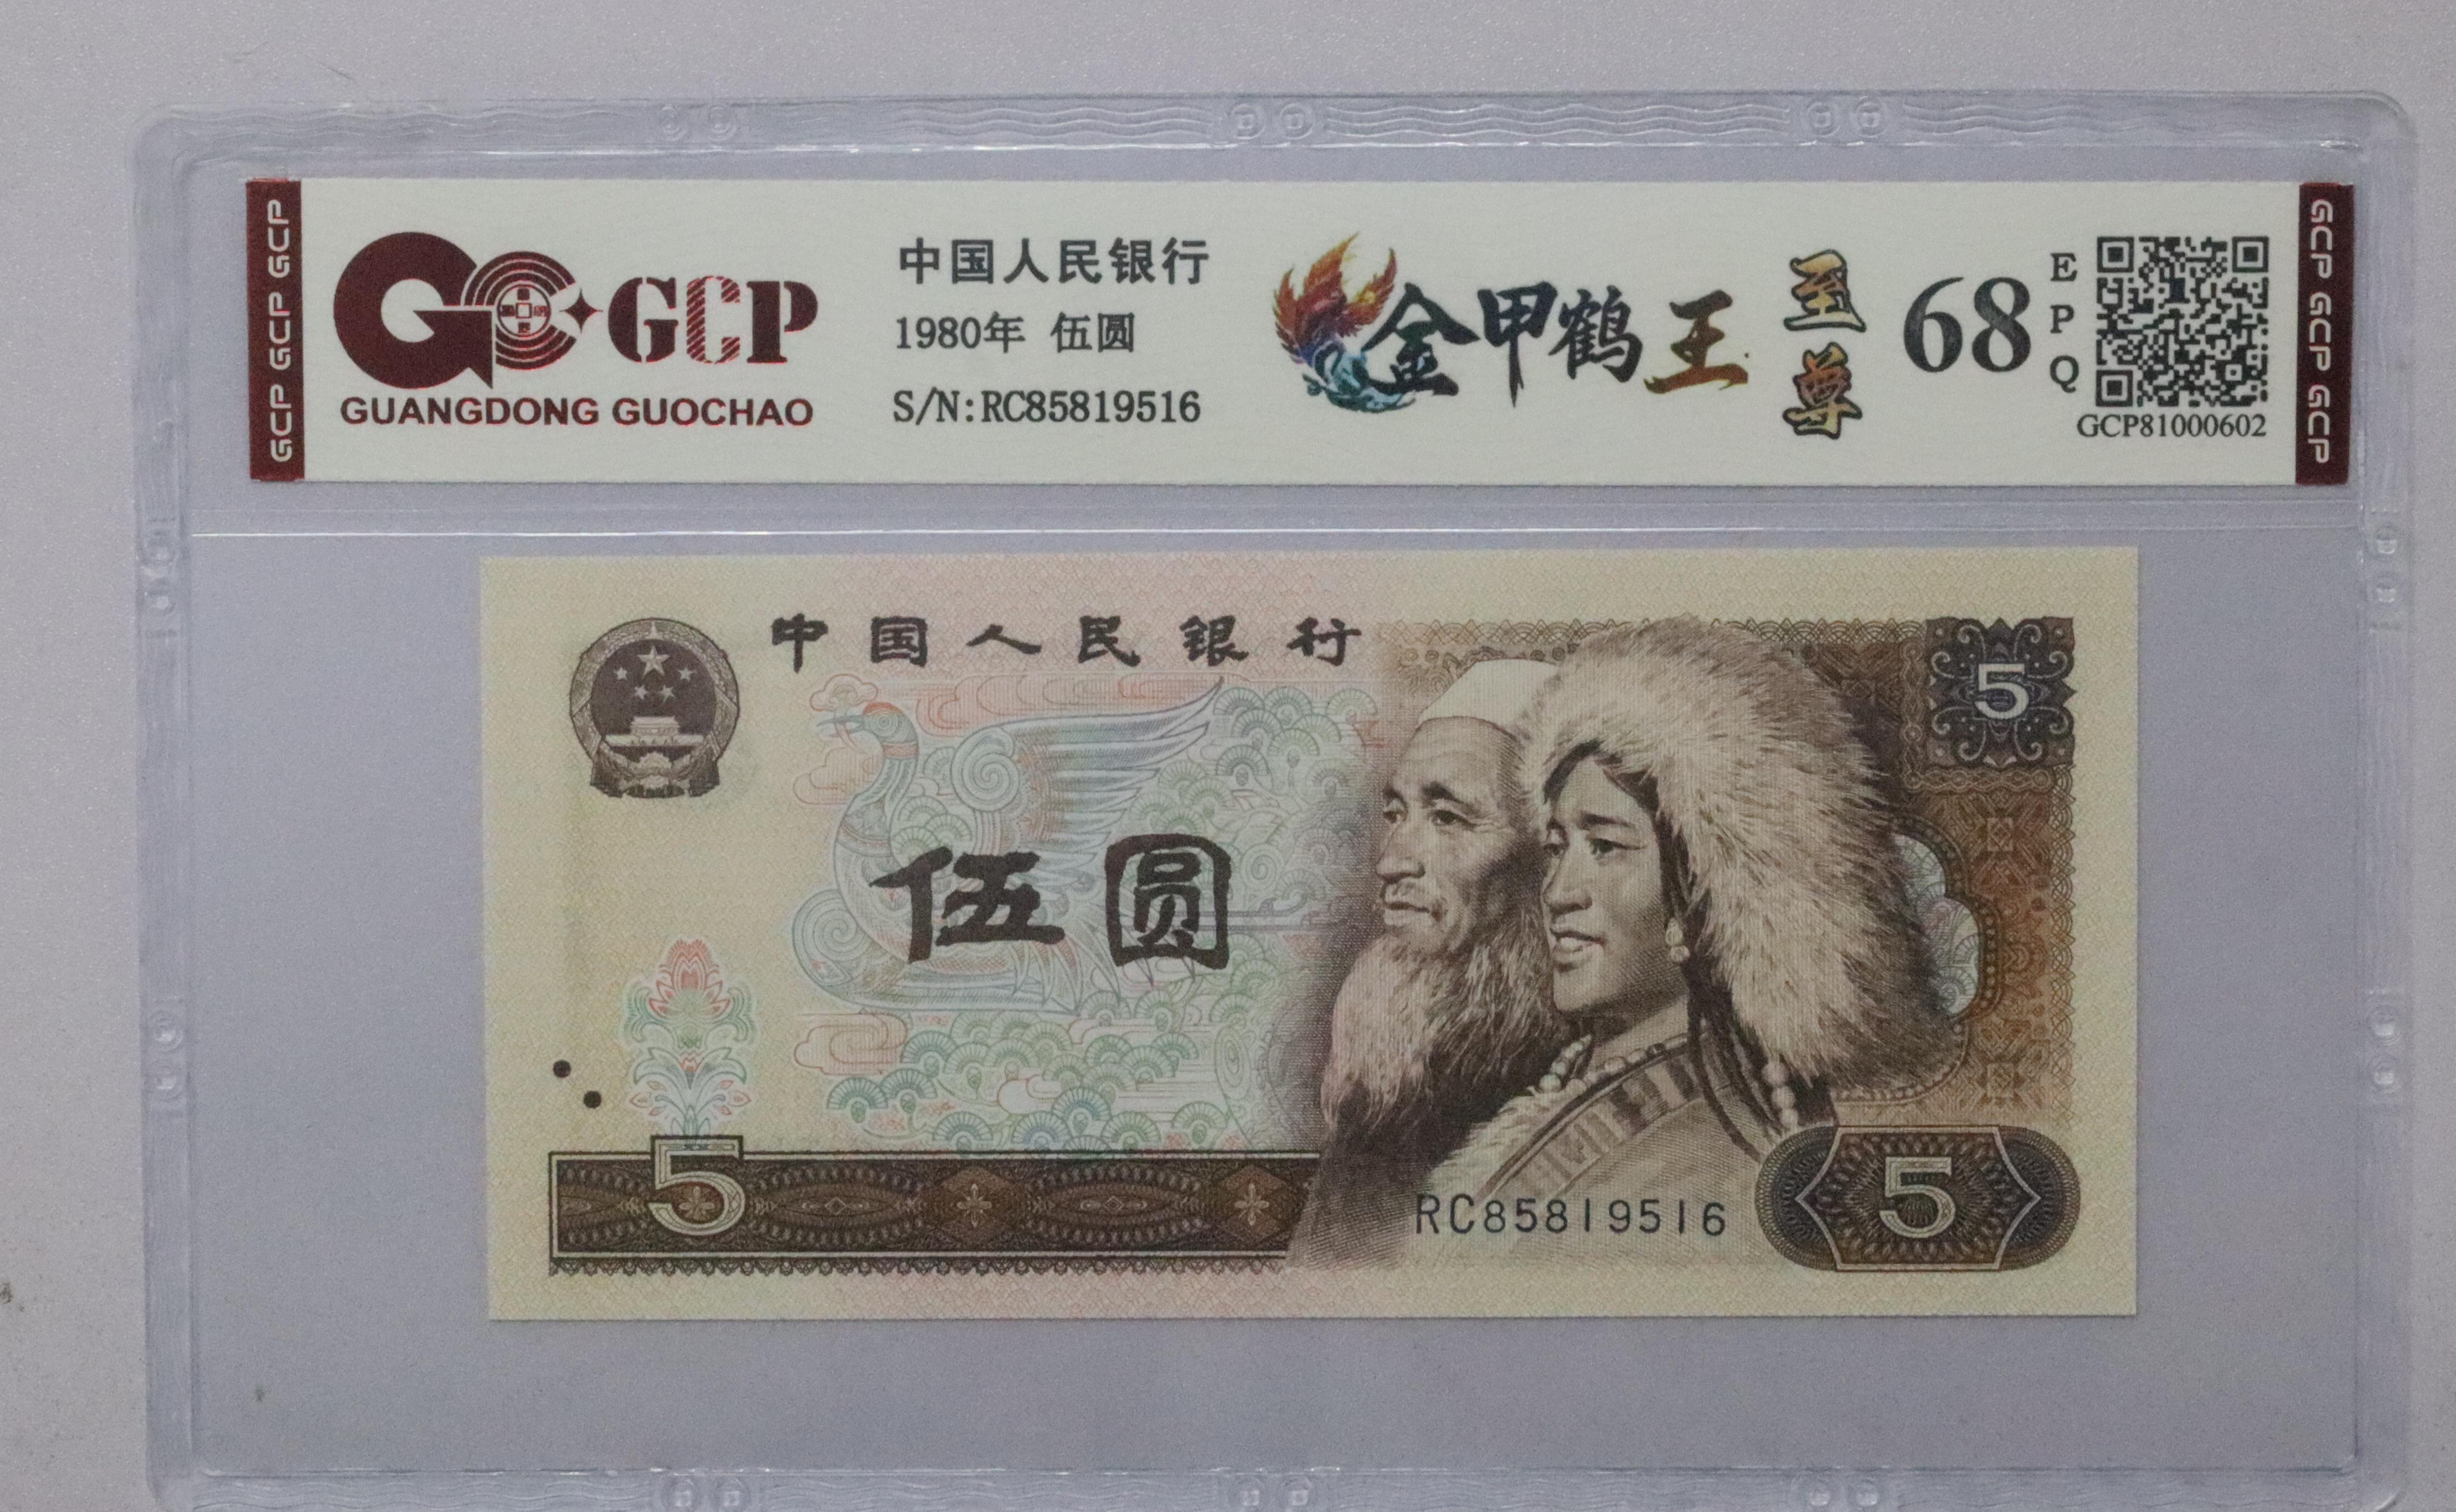 GCP GCP GCP
GCP
GUANGDONG GUOCHAO
中国人民银行
1980年 伍圆
S/N:RC85819516
金甲鹤王
至尊
68
EPQ
GCP81000602
GCP GCP GCP
中国人民银行
5
伍圆
5
RC85819516
5